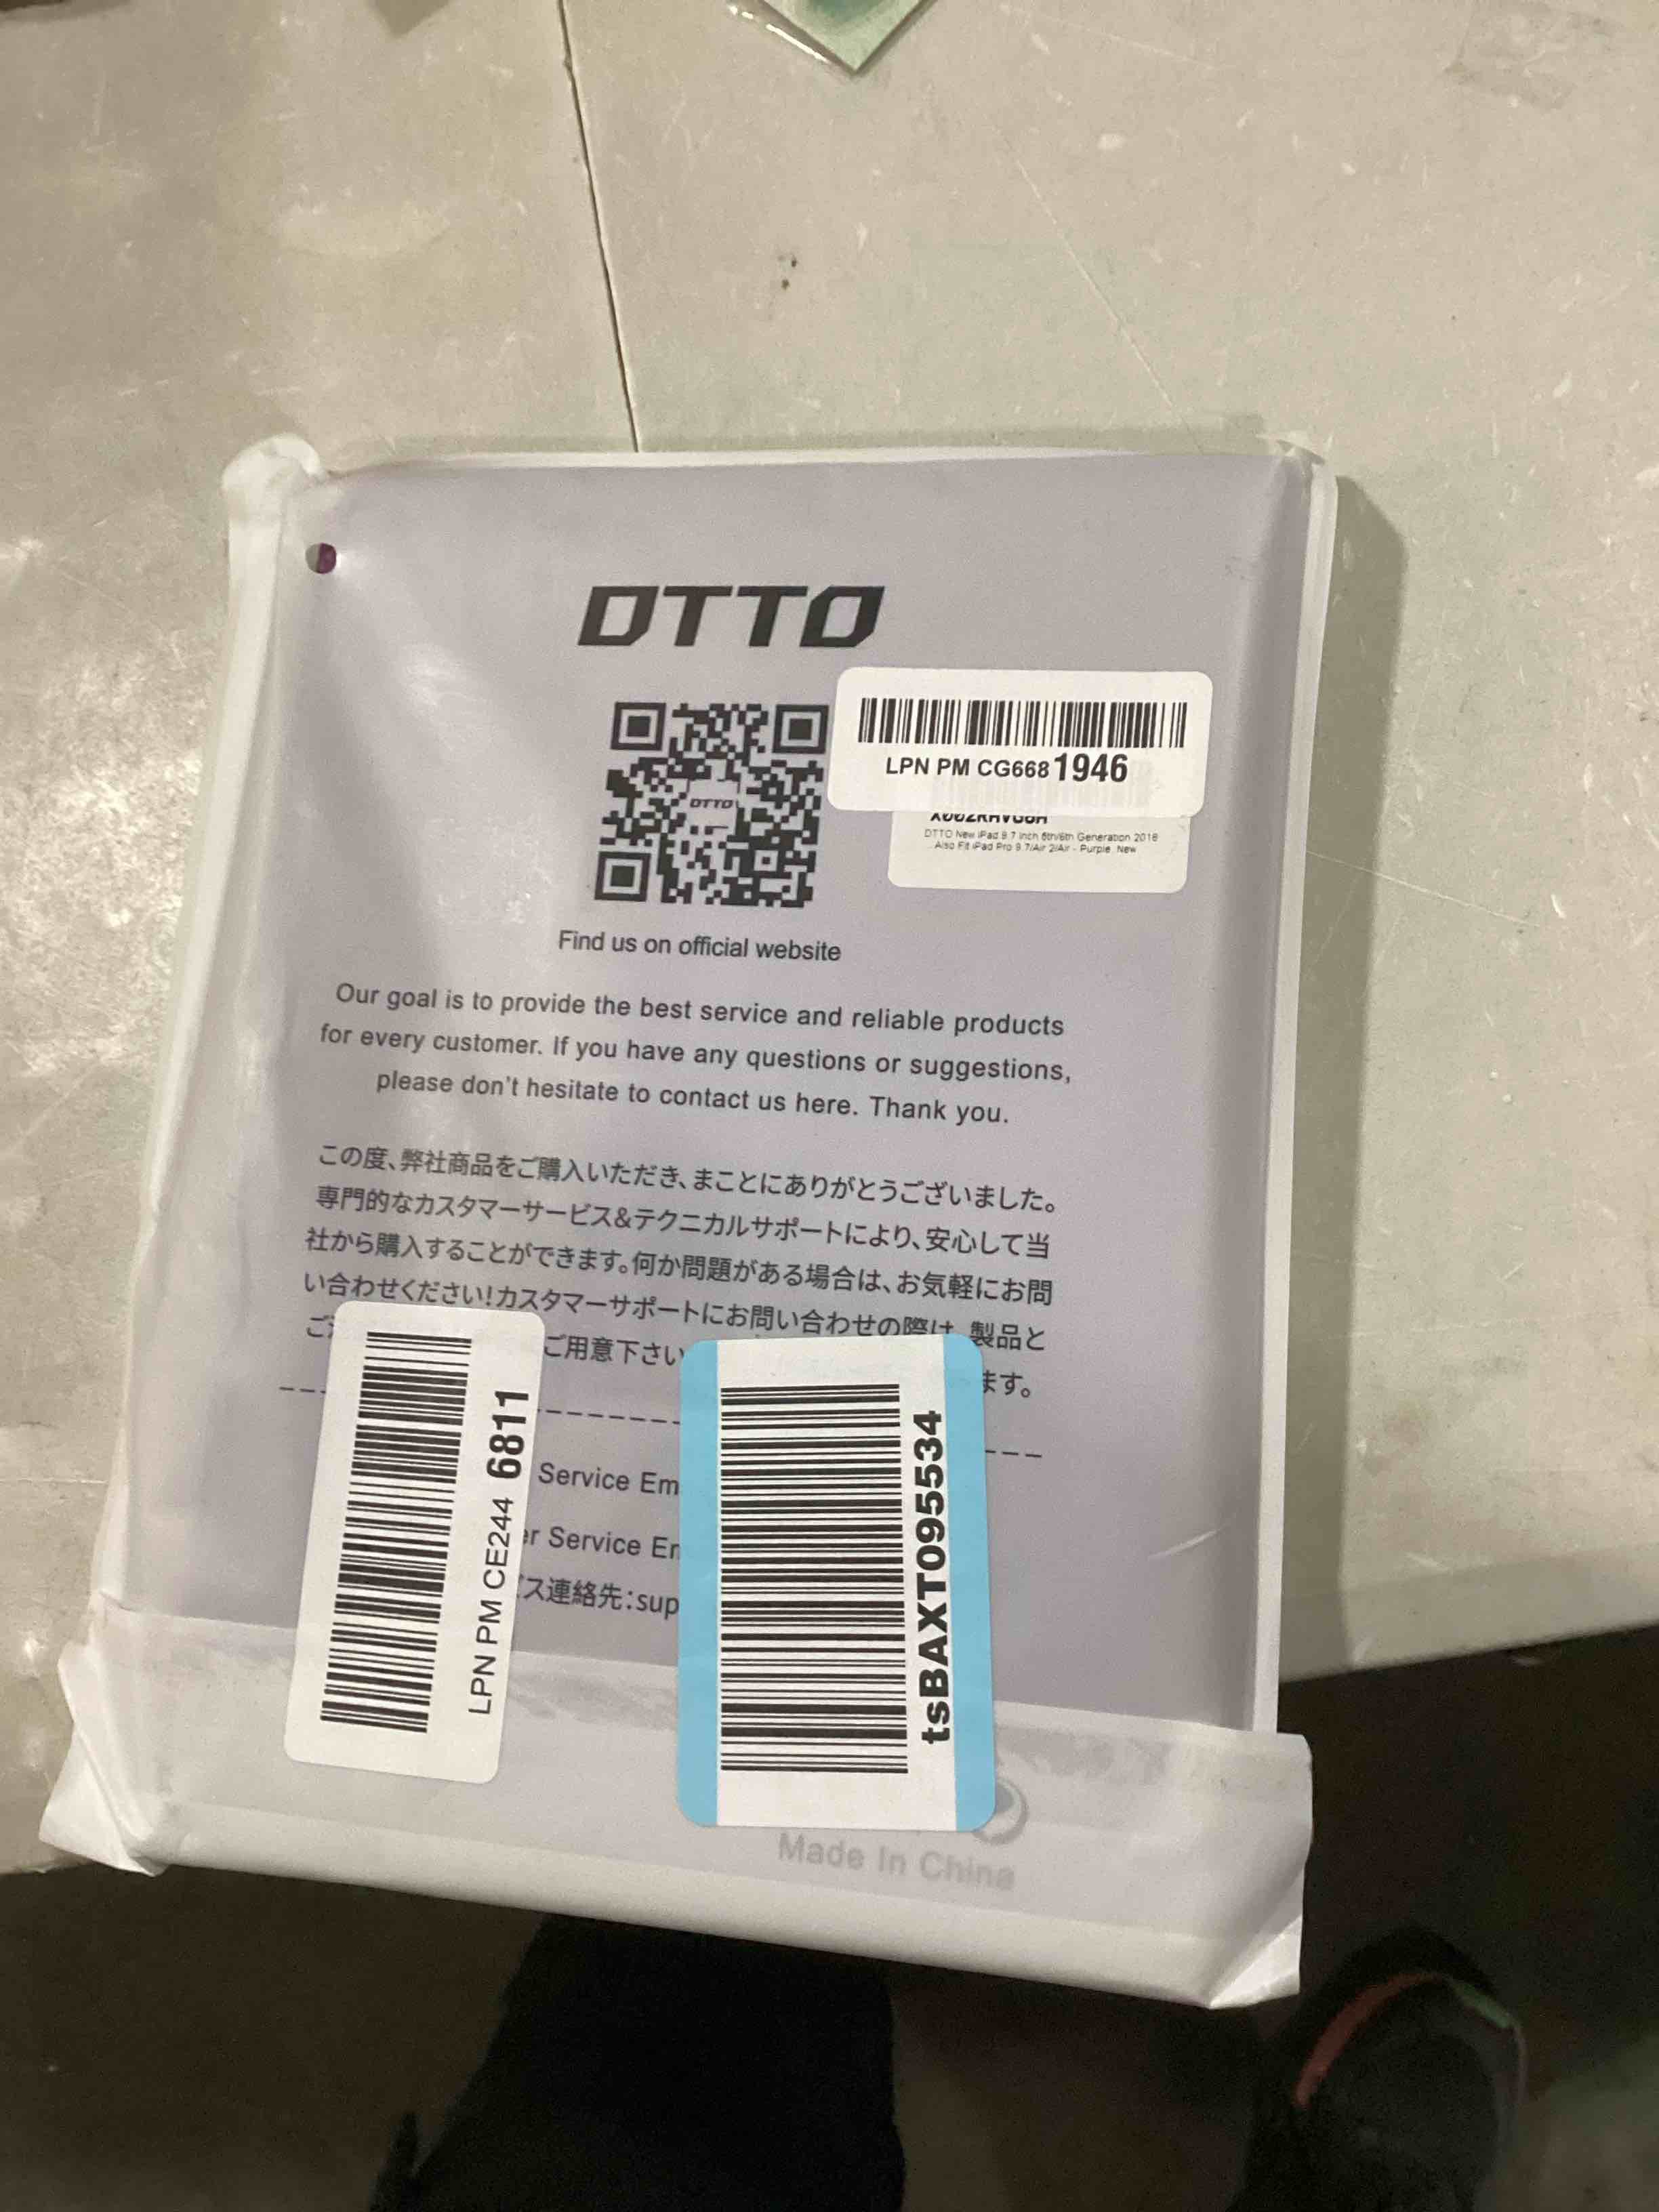 DTTO
DTTO
LPN PM CG6681946
DTTO New iPad 9.7 Inch 5th/6th Generation 2018
Also Fit iPad Pro 9.7/Air 2/Air - Purple New
Find us on official website
Our goal is to provide the best service and reliable products
for every customer. If you have any questions or suggestions,
please don't hesitate to contact us here. Thank you.
この度、弊社商品をご購入いただき、まことにありがとうございました。
専門的なカスタマーサービス&テクニカルサポートにより、安心して当
社から購入することができます。何か問題がある場合は、お気軽にお問
い合わせください!カスタマーサポートにお問い合わせの際は、製品と
ご用意下さい ます。
Service Em
er Service Em
ス連絡先:sup
LPN PM CE244 6811
tsBAXT095534
Made In China